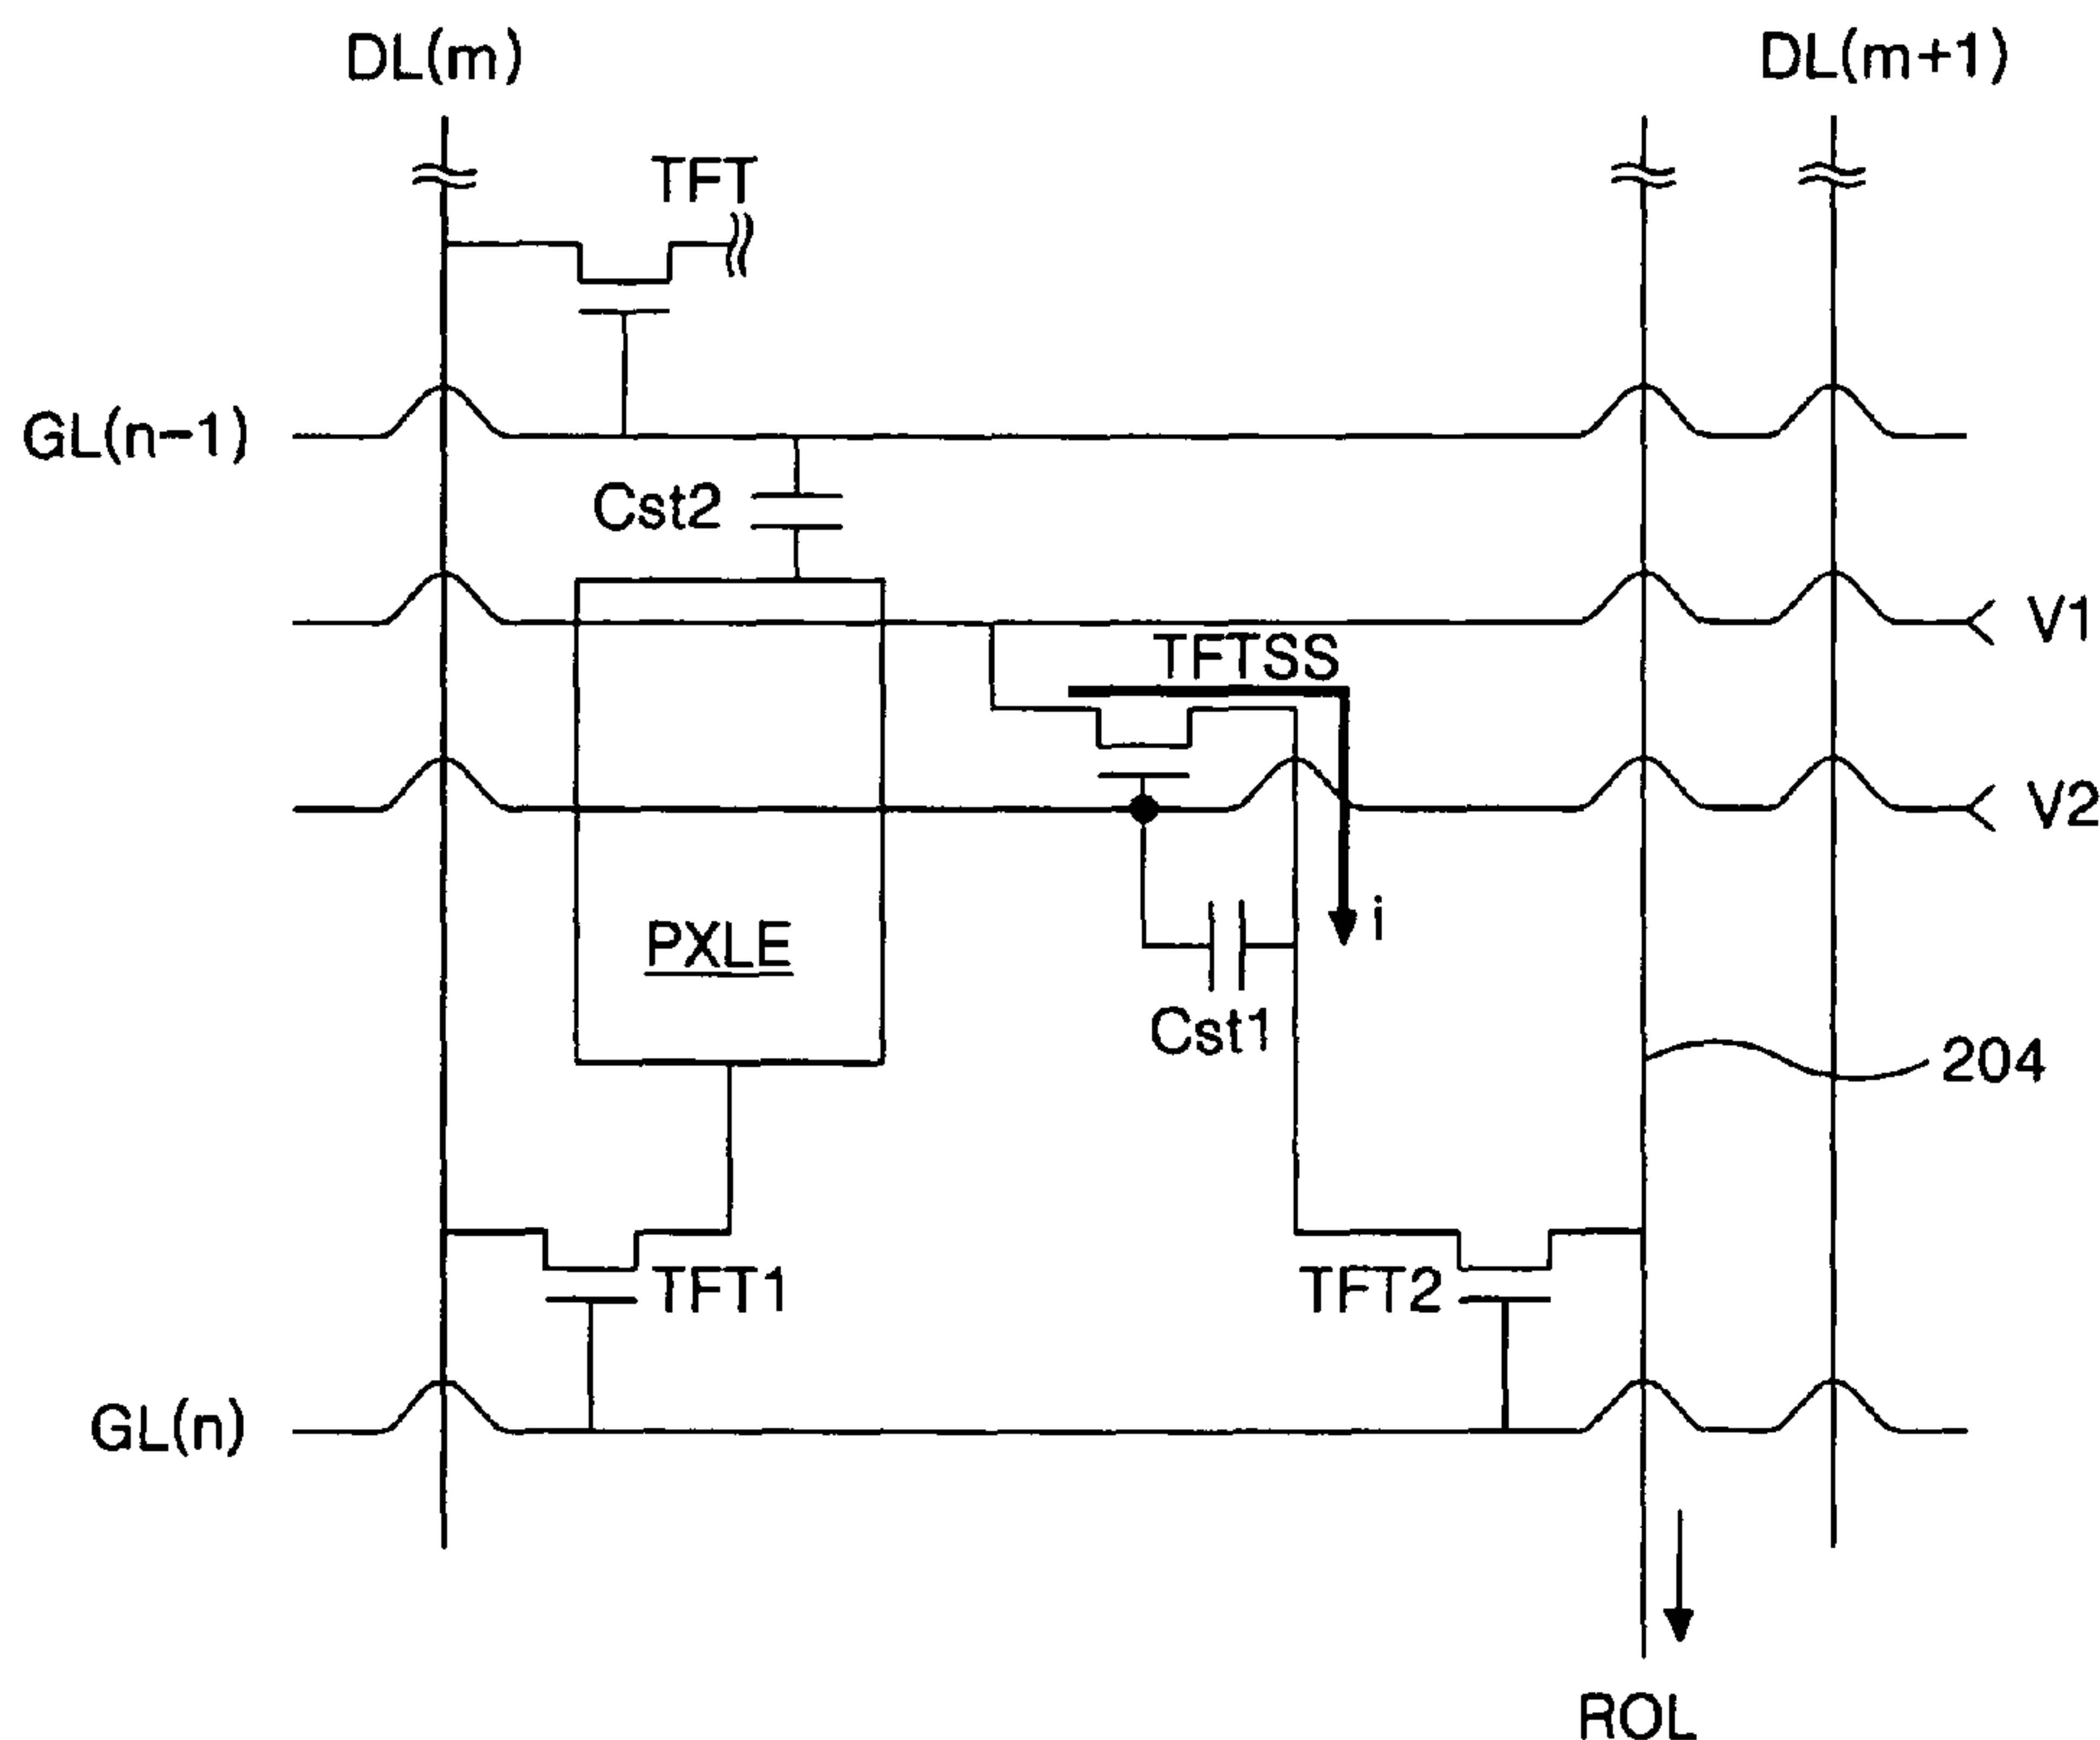 DL(m)
DL(m+1)
TFT
GL(n-1)
Cst2
V1
TFTSS
V2
PXLE
i
Cst1
204
TFT1
TFT2
GL(n)
ROL